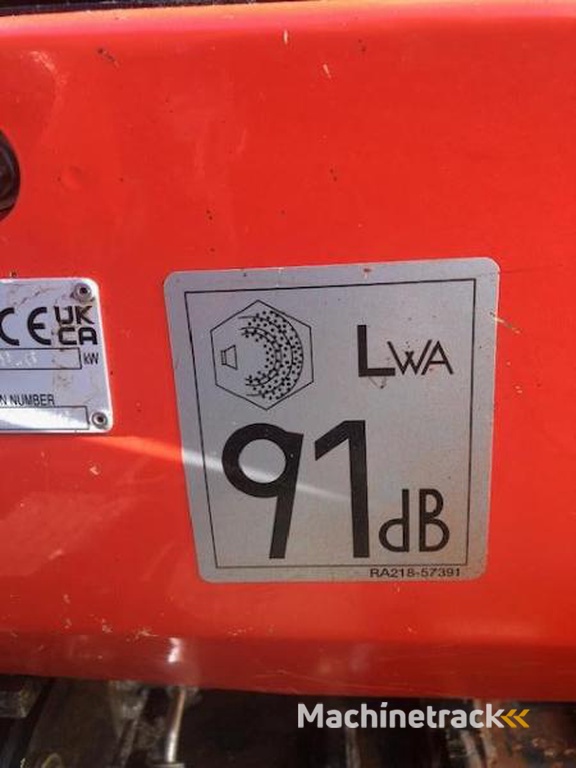 CE UK
CA
kW
N NUMBER
LWA
91 dB
RA218-57391
Machinetrack